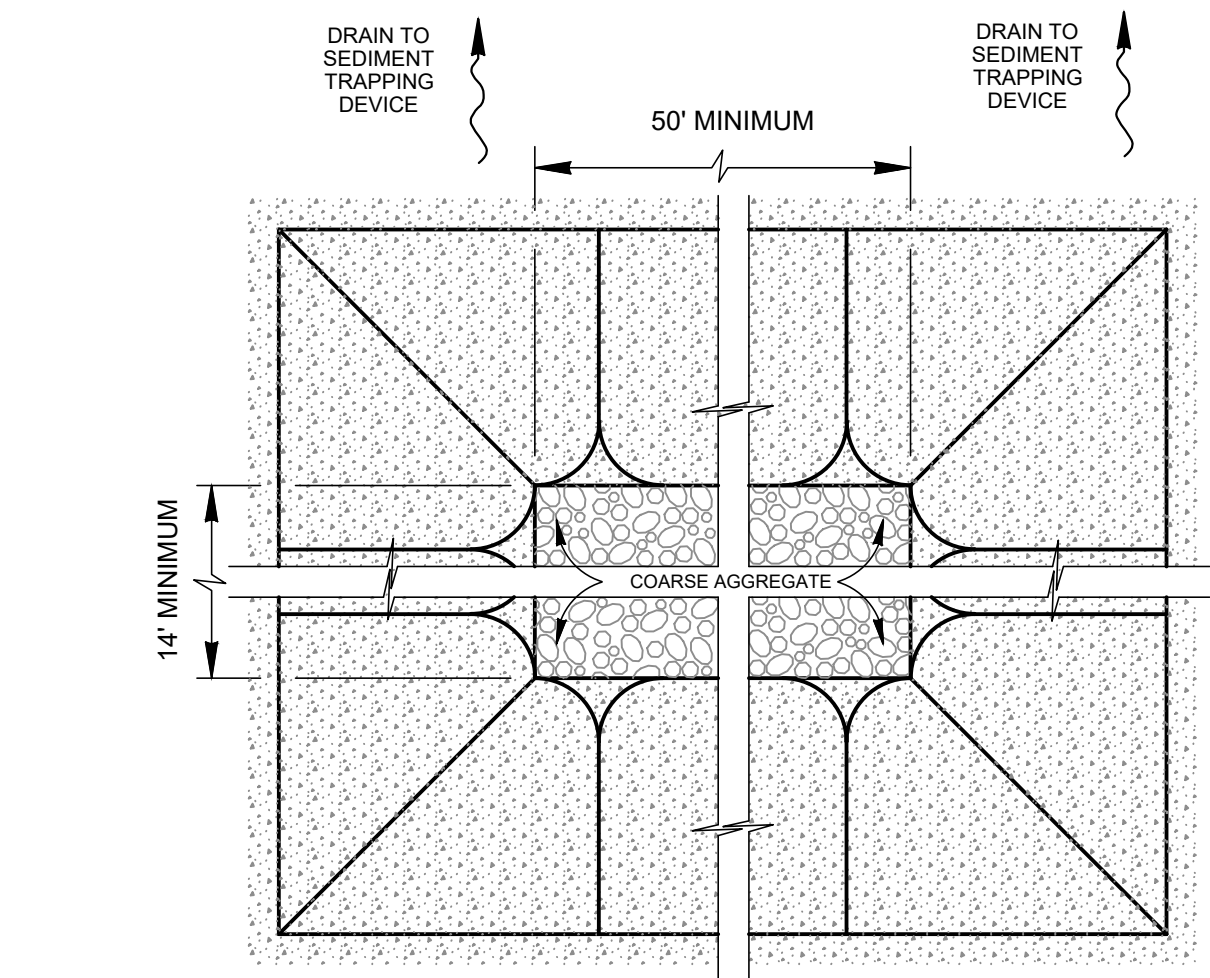 DRAIN TO
SEDIMENT
TRAPPING
DEVICE
DRAIN TO
SEDIMENT
TRAPPING
DEVICE
50' MINIMUM
14' MINIMUM
COARSE AGGREGATE